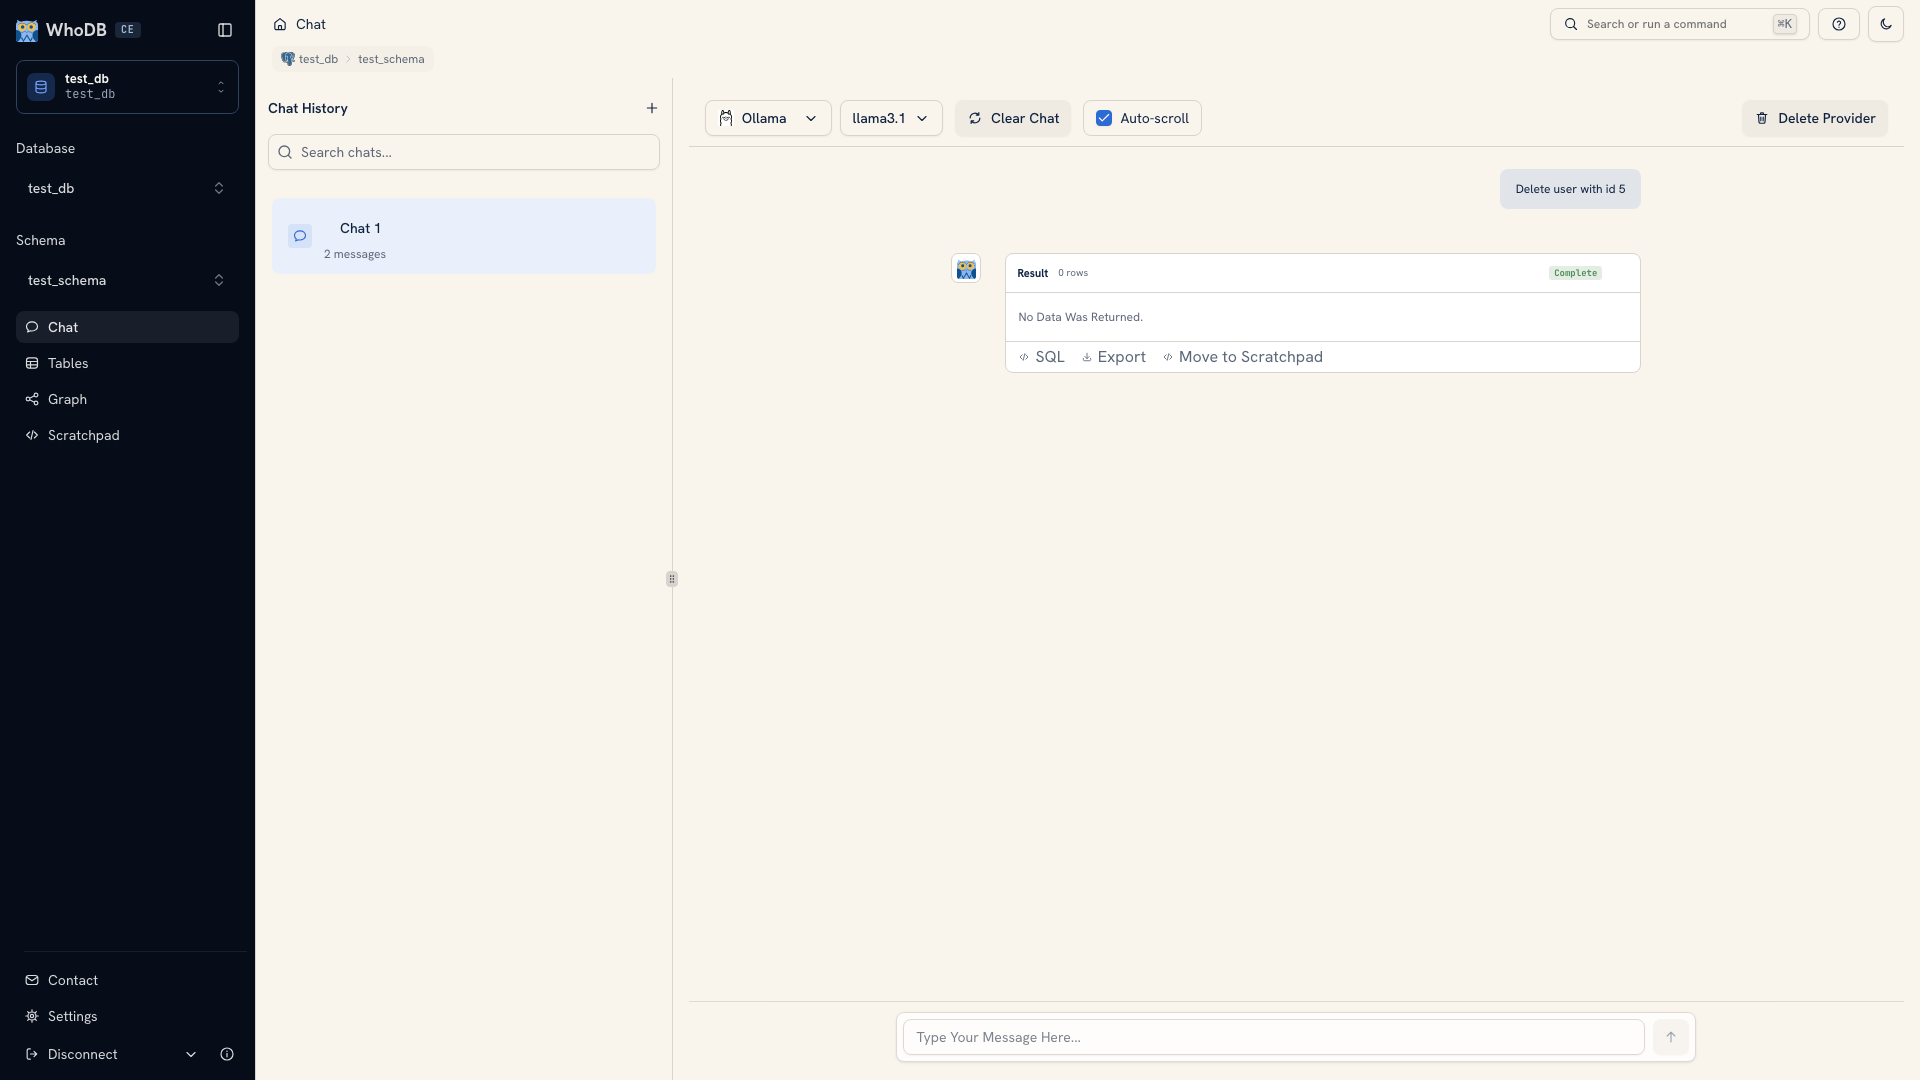 WhoDB CE
test_db
test_db
Database
test_db
Schema
test_schema
Chat
Tables
Graph
Scratchpad
Contact
Settings
Disconnect
Chat
Search or run a command ⌘K
test_db > test_schema
Chat History
Search chats...
Chat 1
2 messages
Ollama
llama3.1
Clear Chat
Auto-scroll
Delete Provider
Delete user with id 5
Result 0 rows Complete
No Data Was Returned.
SQL Export Move to Scratchpad
Type Your Message Here...